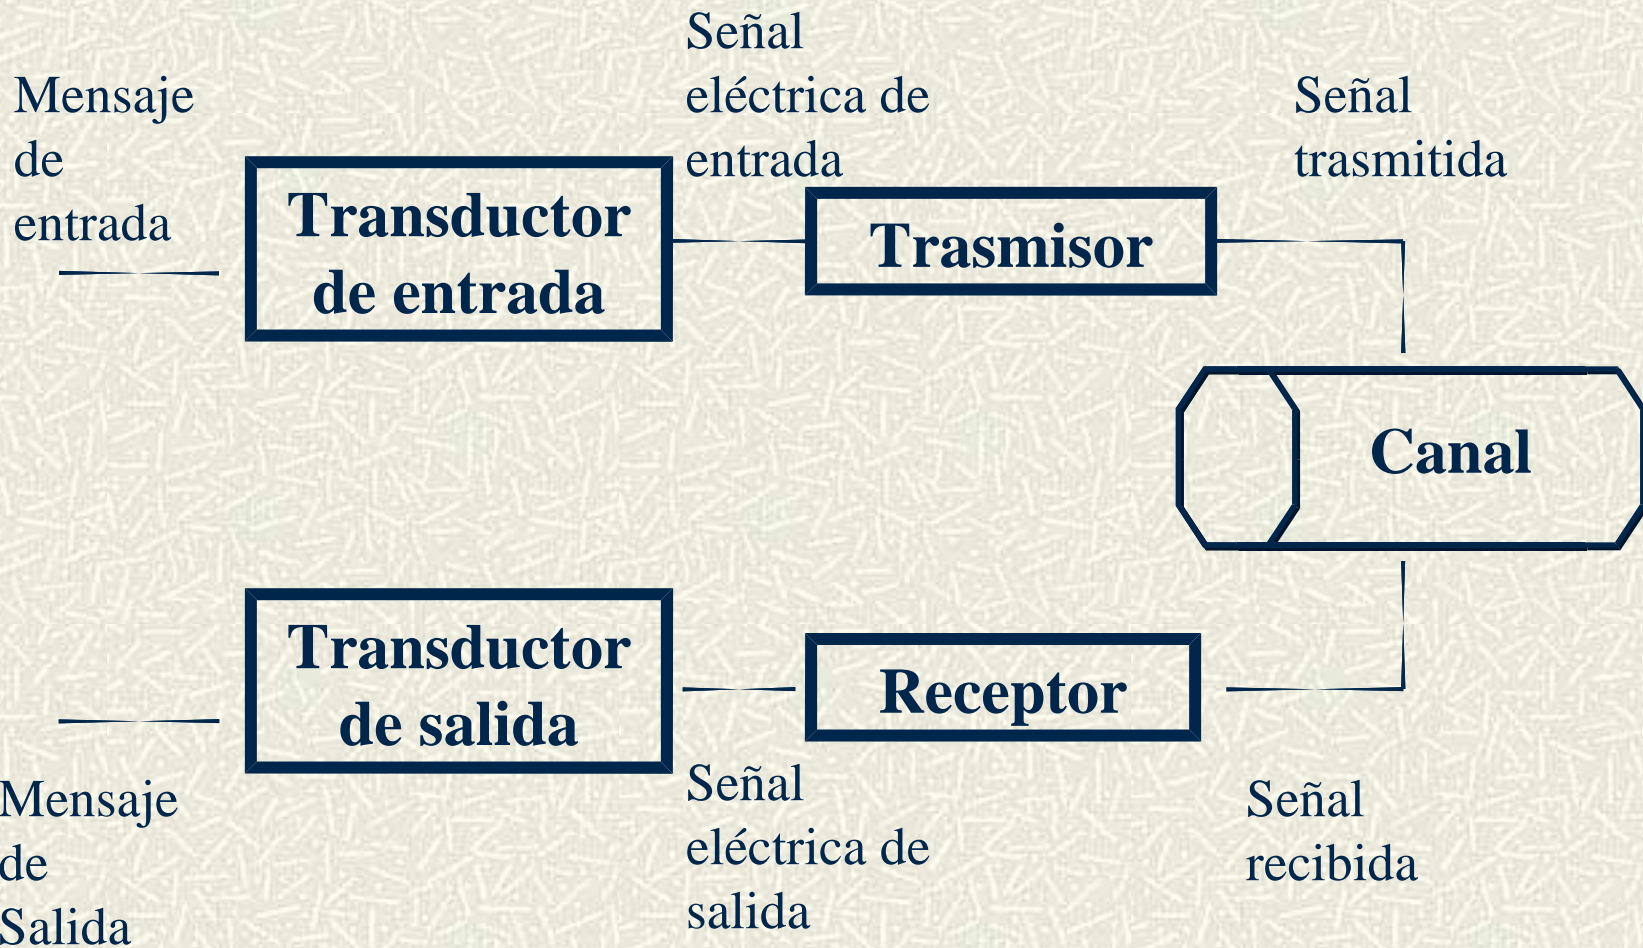 Mensaje
de
entrada
Transductor
de entrada
Señal
eléctrica de
entrada
Trasmisor
Señal
trasmitida
Canal
Transductor
de salida
Receptor
Mensaje
de
Salida
Señal
eléctrica de
salida
Señal
recibida